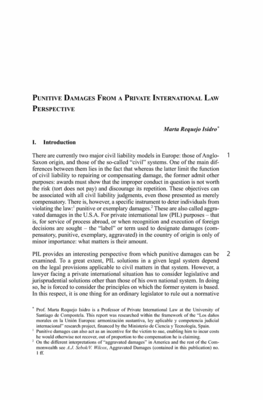 PUNITIVE DAMAGES FROM A PRIVATE INTERNATIONAL LAW
PERSPECTIVE
Marta Requejo Isidro*
I. Introduction
There are currently two major civil liability models in Europe: those of Anglo- 1
Saxon origin, and those of the so-called “civil” systems. One of the main dif-
ferences between them lies in the fact that whereas the latter limit the function
of civil liability to repairing or compensating damage, the former admit other
purposes: awards must show that the improper conduct in question is not worth
the risk (tort does not pay) and discourage its repetition. These objectives can
be associated with all civil liability judgments, even those presented as merely
compensatory. There is, however, a specific instrument to deter individuals from
violating the law: punitive or exemplary damages. These are also called aggra-
vated damages in the U.S.A. For private international law (PIL) purposes – that
is, for service of process abroad, or when recognition and execution of foreign
decisions are sought – the “label” or term used to designate damages (com-
pensatory, punitive, exemplary, aggravated) in the country of origin is only of
minor importance: what matters is their amount.
PIL provides an interesting perspective from which punitive damages can be 2
examined. To a great extent, PIL solutions in a given legal system depend
on the legal provisions applicable to civil matters in that system. However, a
lawyer facing a private international situation has to consider legislative and
jurisprudential solutions other than those of his own national system. In doing
so, he is forced to consider the principles on which the former system is based.
In this respect, it is one thing for an ordinary legislator to rule out a normative
* Prof. Marta Requejo Isidro is a Professor of Private International Law at the University of
Santiago de Compostela. This report was researched within the framework of the “Los daños
morales en la Unión Europea: armonización sustantiva, ley aplicable y competencia judicial
internacional” research project, financed by the Ministerio de Ciencia y Tecnología, Spain.
Punitive damages can also act as an incentive for the victim to sue, enabling him to incur costs
he would otherwise not recover, out of proportion to the compensation he is claiming.
On the different interpretations of “aggravated damages” in America and the rest of the Com-
monwealth see A.J. Sebok/V. Wilcox, Aggravated Damages (contained in this publication) no.
1 ff.